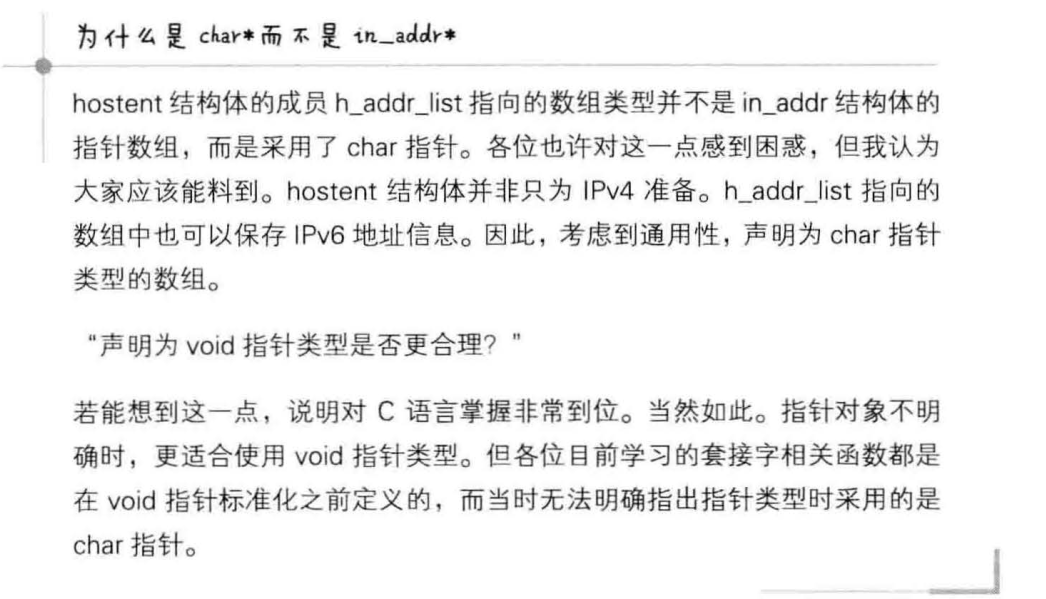 为什么是 char*而不是 in_addr*
hostent 结构体的成员 h_addr_list 指向的数组类型并不是 in_addr 结构体的
指针数组，而是采用了 char 指针。各位也许对这一点感到困惑，但我认为
大家应该能料到。hostent 结构体并非只为 IPv4 准备。h_addr_list 指向的
数组中也可以保存 IPv6 地址信息。因此，考虑到通用性，声明为 char 指针
类型的数组。
“声明为 void 指针类型是否更合理？”
若能想到这一点，说明对 C 语言掌握非常到位。当然如此。指针对象不明
确时，更适合使用 void 指针类型。但各位目前学习的套接字相关函数都是
在 void 指针标准化之前定义的，而当时无法明确指出指针类型时采用的是
char 指针。